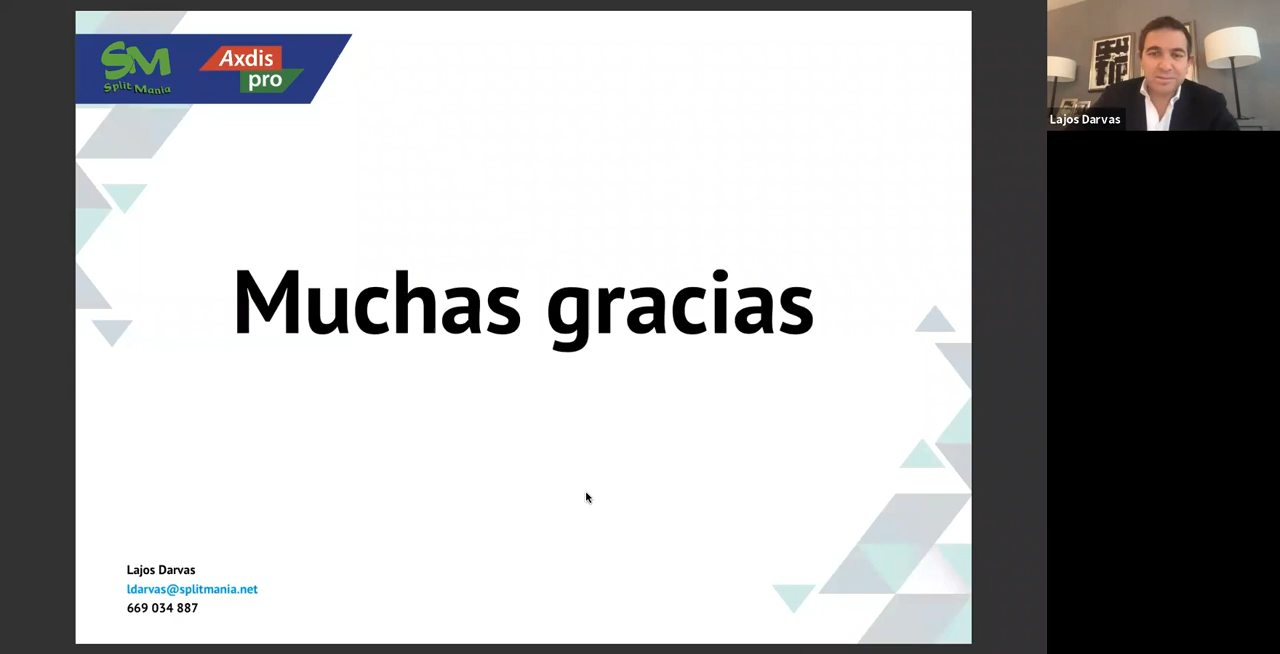 SM
Split Mania
Axdis
pro
Lajos Darvas
Muchas gracias
Lajos Darvas
ldarvas@splitmania.net
669 034 887